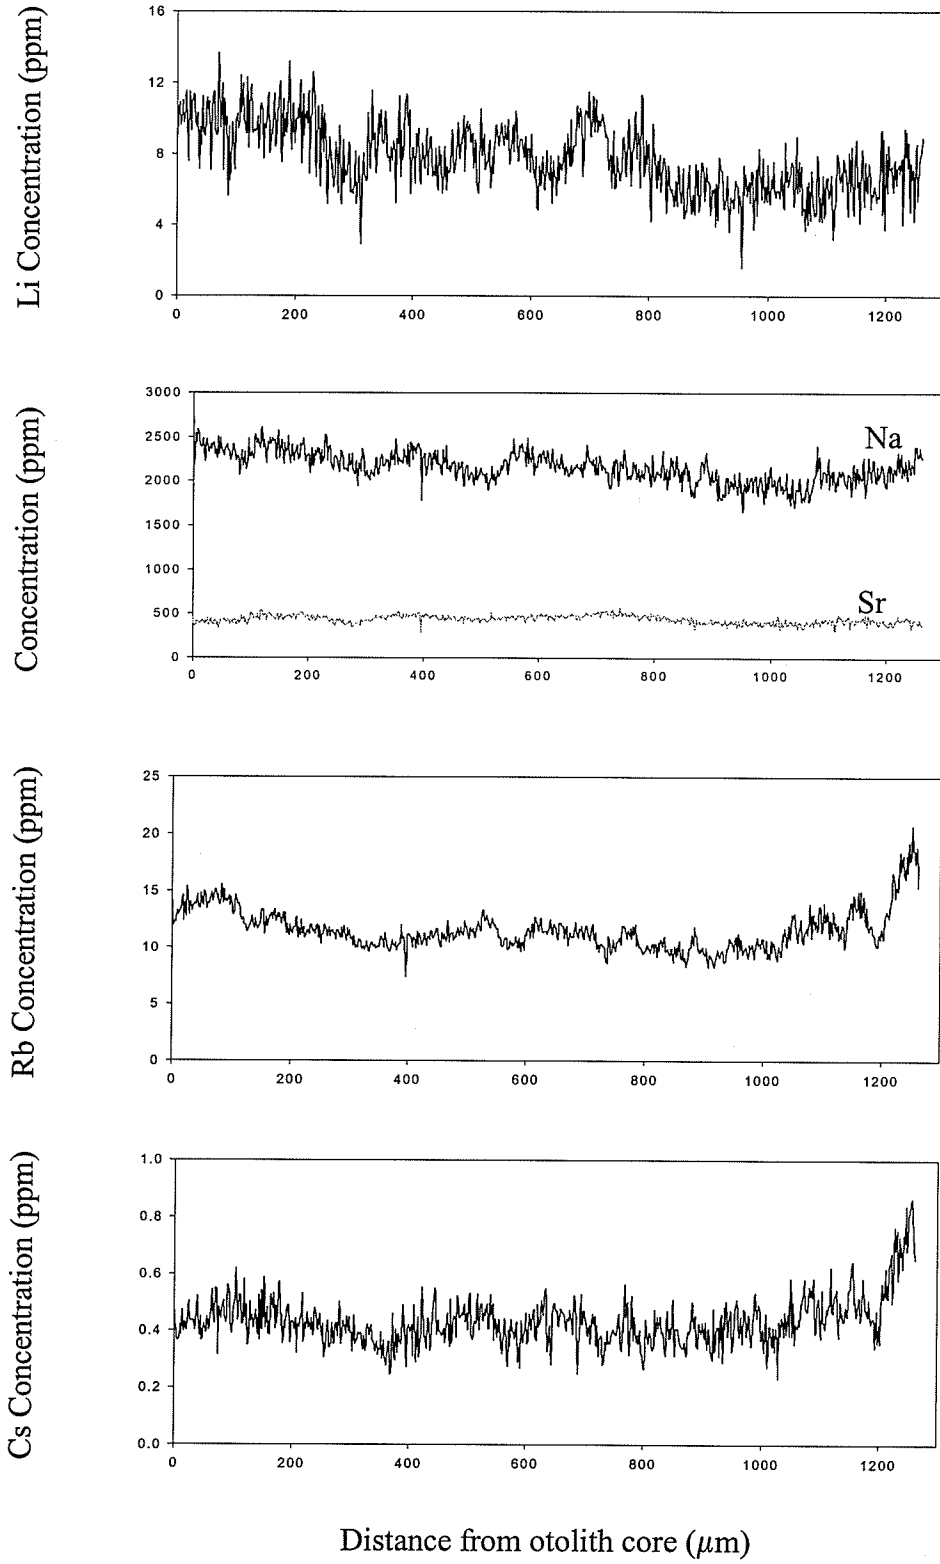 Li Concentration (ppm)
16
12
8
4
0
0 200 400 600 800 1000 1200
Concentration (ppm)
3000
2500
2000
1500
1000
500
0
Na
Sr
0 200 400 600 800 1000 1200
Rb Concentration (ppm)
25
20
15
10
5
0
0 200 400 600 800 1000 1200
Cs Concentration (ppm)
1.0
0.8
0.6
0.4
0.2
0.0
0 200 400 600 800 1000 1200
Distance from otolith core (μm)